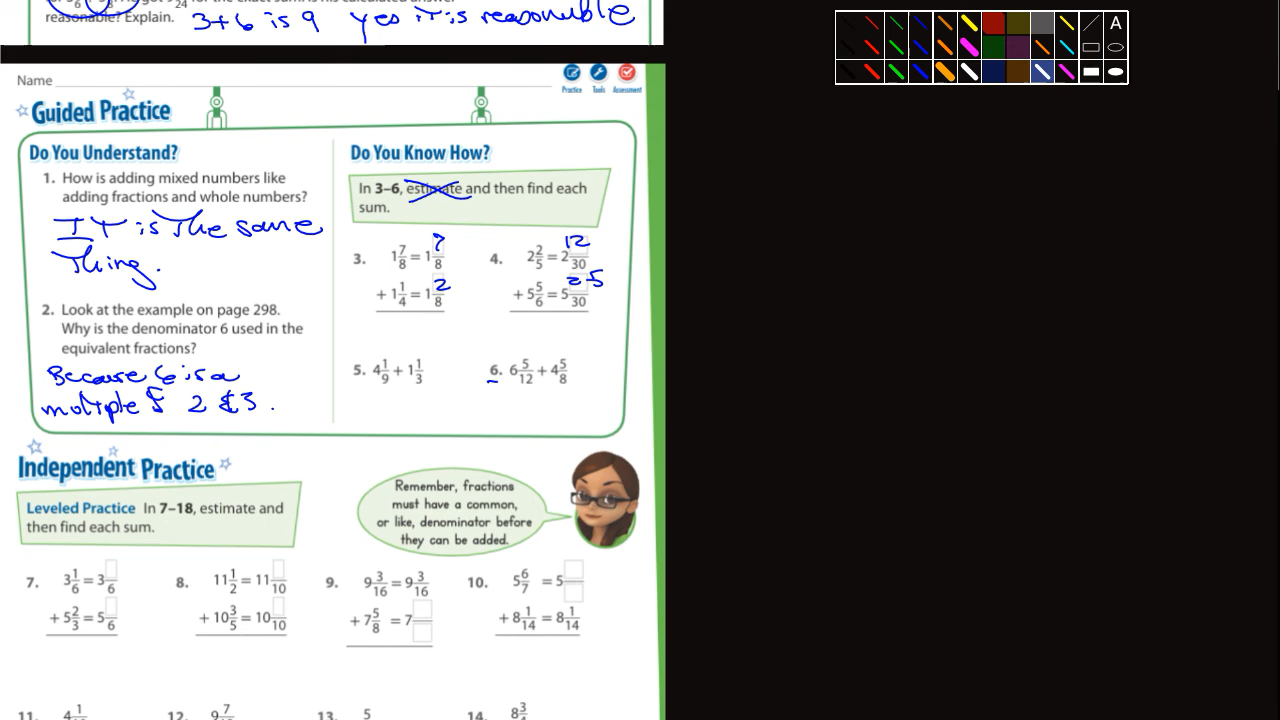 reasonable? Explain. 3+6 is 9 yes it is reasonable
Name
Practice Tools Assessment
Guided Practice
Do You Understand?
1. How is adding mixed numbers like
adding fractions and whole numbers?
IT is The same
Thing.
2. Look at the example on page 298.
Why is the denominator 6 used in the
equivalent fractions?
Because 6 is a
multiple of 2 & 3.
Do You Know How?
In 3–6, estimate and then find each
sum.
3. 1 7/8 = 1 7/8
+ 1 1/4 = 1 2/8
4. 2 2/5 = 2 12/30
+ 5 5/6 = 5 25/30
5. 4 1/9 + 1 1/3
6. 6 5/12 + 4 5/8
Independent Practice
Leveled Practice In 7–18, estimate and
then find each sum.
Remember, fractions
must have a common,
or like, denominator before
they can be added.
7. 3 1/6 = 3 /6
+ 5 2/3 = 5 /6
8. 11 1/2 = 11 /10
+ 10 3/5 = 10 /10
9. 9 3/16 = 9 3/16
+ 7 5/8 = 7
10. 5 6/7 = 5
+ 8 1/14 = 8 1/14
11.
12.
13.
14.
A